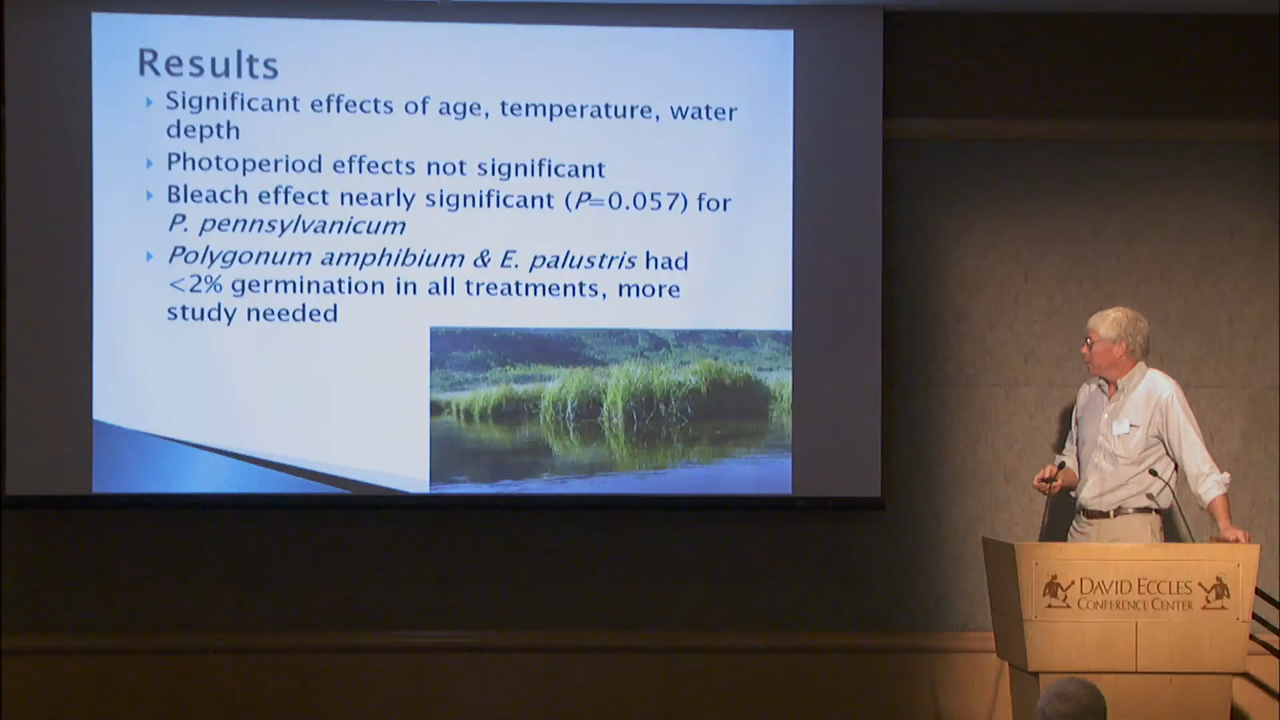 Results
Significant effects of age, temperature, water
depth
Photoperiod effects not significant
Bleach effect nearly significant (P=0.057) for
P. pennsylvanicum
Polygonum amphibium & E. palustris had
<2% germination in all treatments, more
study needed
DAVID ECCLES
CONFERENCE CENTER